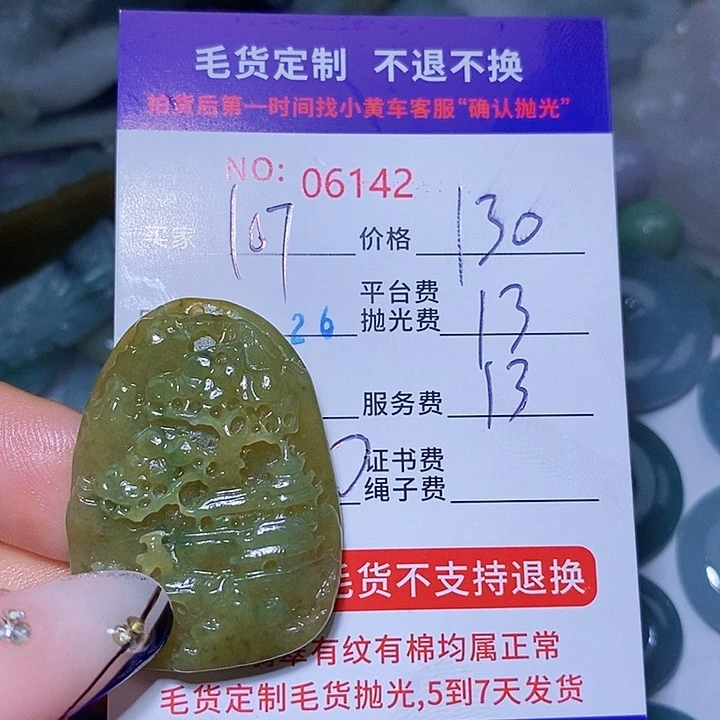 毛货定制 不退不换
拍货后第一时间找小黄车客服“确认抛光”
NO: 06142
买家 107 价格 130
平台费
26 抛光费 13
服务费 13
证书费
绳子费
毛货不支持退换
翠有纹有棉均属正常
毛货定制毛货抛光,5到7天发货